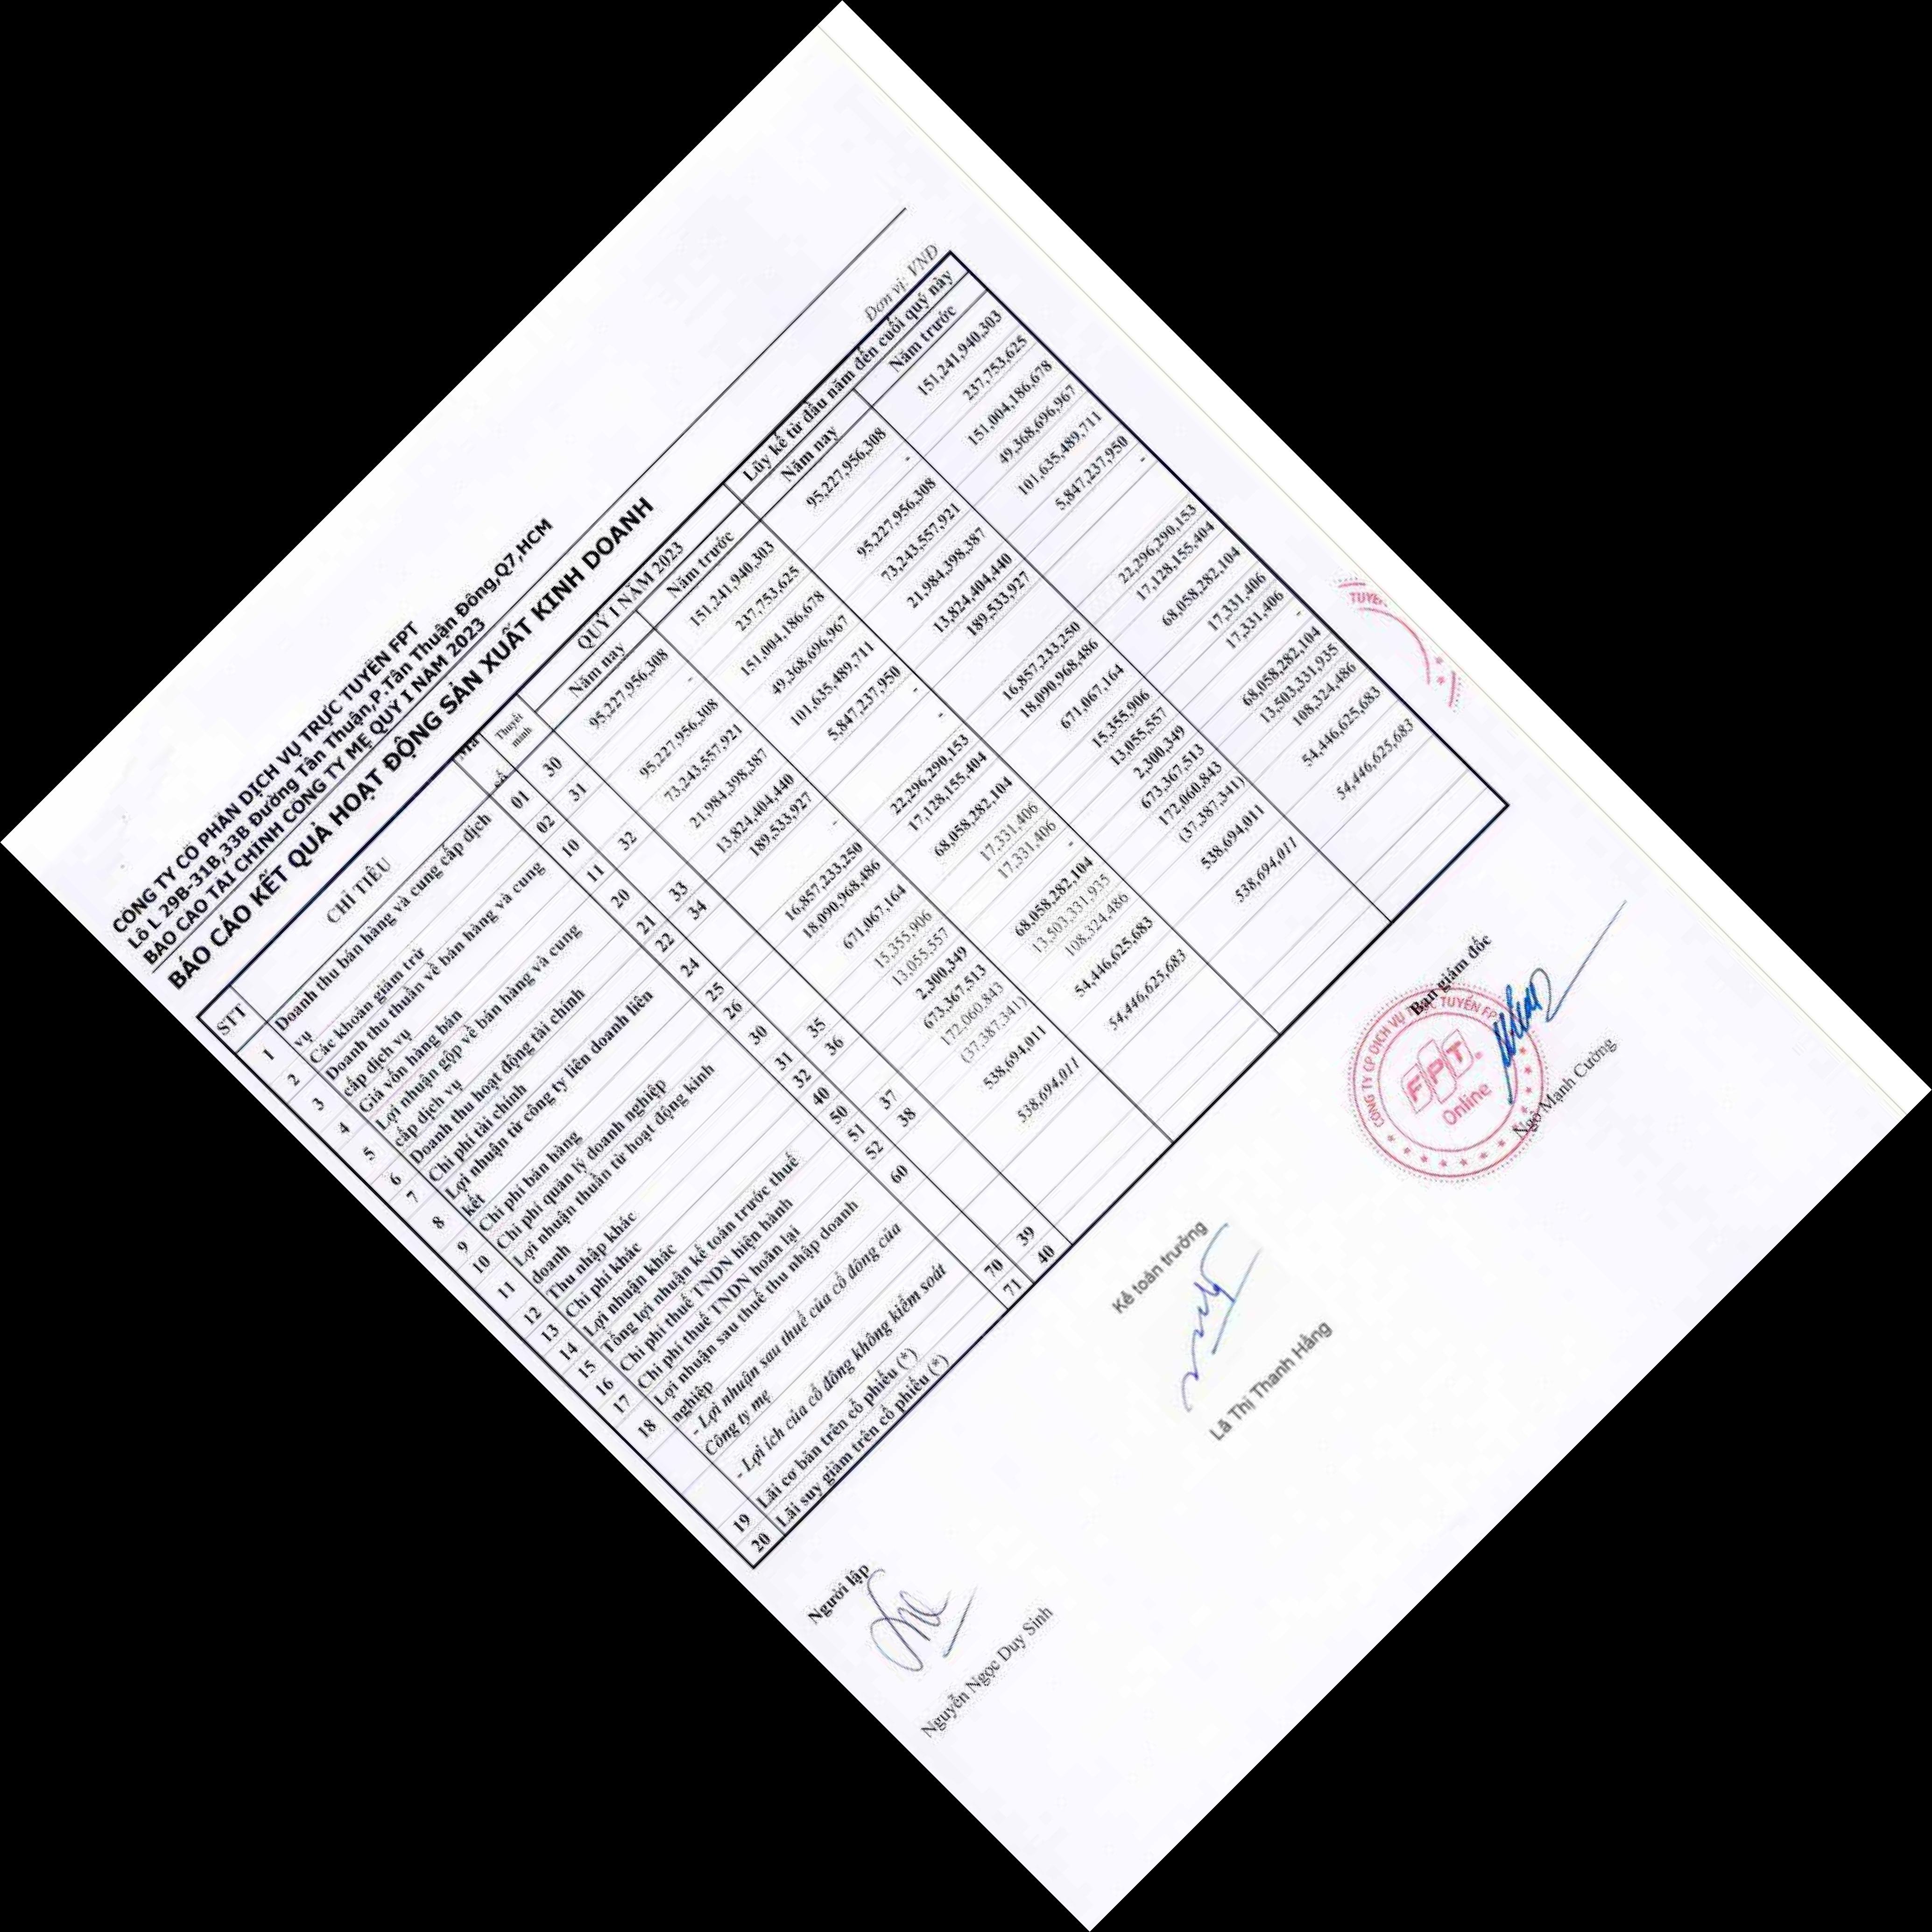 CÔNG TY CỔ PHẦN DỊCH VỤ TRỰC TUYẾN FPT
Lô L 29B-31B,33B Đường Tân Thuận,P.Tân Thuận Đông,Q7,HCM
BÁO CÁO TÀI CHÍNH CÔNG TY MẸ QUÝ I NĂM 2023
BÁO CÁO KẾT QUẢ HOẠT ĐỘNG SẢN XUẤT KINH DOANH
Đơn vị: VNĐ
STT CHỈ TIÊU Mã số Thuyết minh QUÝ I NĂM 2023 Lũy kế từ đầu năm đến cuối quý này
Năm nay Năm trước Năm nay Năm trước
1 Doanh thu bán hàng và cung cấp dịch 01 30 95,227,956,308 151,241,940,303 95,227,956,308 151,241,940,303
vụ
2 Các khoản giảm trừ 02 31 - 237,753,625 - 237,753,625
3 Doanh thu thuần về bán hàng và cung 10 95,227,956,308 151,004,186,678 95,227,956,308 151,004,186,678
cấp dịch vụ
4 Giá vốn hàng bán 11 32 73,243,557,921 49,368,696,967 73,243,557,921 49,368,696,967
5 Lợi nhuận gộp về bán hàng và cung 20 21,984,398,387 101,635,489,711 21,984,398,387 101,635,489,711
cấp dịch vụ
6 Doanh thu hoạt động tài chính 21 33 13,824,404,440 5,847,237,950 13,824,404,440 5,847,237,950
7 Chi phí tài chính 22 34 189,533,927 - 189,533,927 -
8 Lợi nhuận từ công ty liên doanh liên 24 - -
kết
9 Chi phí bán hàng 25 35 16,857,233,250 22,296,290,153 16,857,233,250 22,296,290,153
10 Chi phí quản lý doanh nghiệp 26 36 18,090,968,486 17,128,155,404 18,090,968,486 17,128,155,404
11 Lợi nhuận thuần từ hoạt động kinh 30 671,067,164 68,058,282,104 671,067,164 68,058,282,104
doanh
12 Thu nhập khác 31 37 15,355,906 17,331,406 15,355,906 17,331,406
13 Chi phí khác 32 38 13,055,557 17,331,406 13,055,557 17,331,406
14 Lợi nhuận khác 40 2,300,349 - 2,300,349 -
15 Tổng lợi nhuận kế toán trước thuế 50 673,367,513 68,058,282,104 673,367,513 68,058,282,104
16 Chi phí thuế TNDN hiện hành 51 172,060,843 13,503,331,935 172,060,843 13,503,331,935
17 Chi phí thuế TNDN hoãn lại 52 (37,387,341) 108,324,486 (37,387,341) 108,324,486
18 Lợi nhuận sau thuế thu nhập doanh 60 538,694,011 54,446,625,683 538,694,011 54,446,625,683
nghiệp
- Lợi nhuận sau thuế của cổ đông của 538,694,011 54,446,625,683 538,694,011 54,446,625,683
Công ty mẹ
- Lợi ích của cổ đông không kiểm soát
19 Lãi cơ bản trên cổ phiếu (*) 70 39
20 Lãi suy giảm trên cổ phiếu (*) 71 40
Người lập Kế toán trưởng Ban giám đốc
CÔNG TY CP DỊCH VỤ TRỰC TUYẾN FPT
FPT
Online
Nguyễn Ngọc Duy Sinh Lã Thị Thanh Hằng Ngô Mạnh Cường